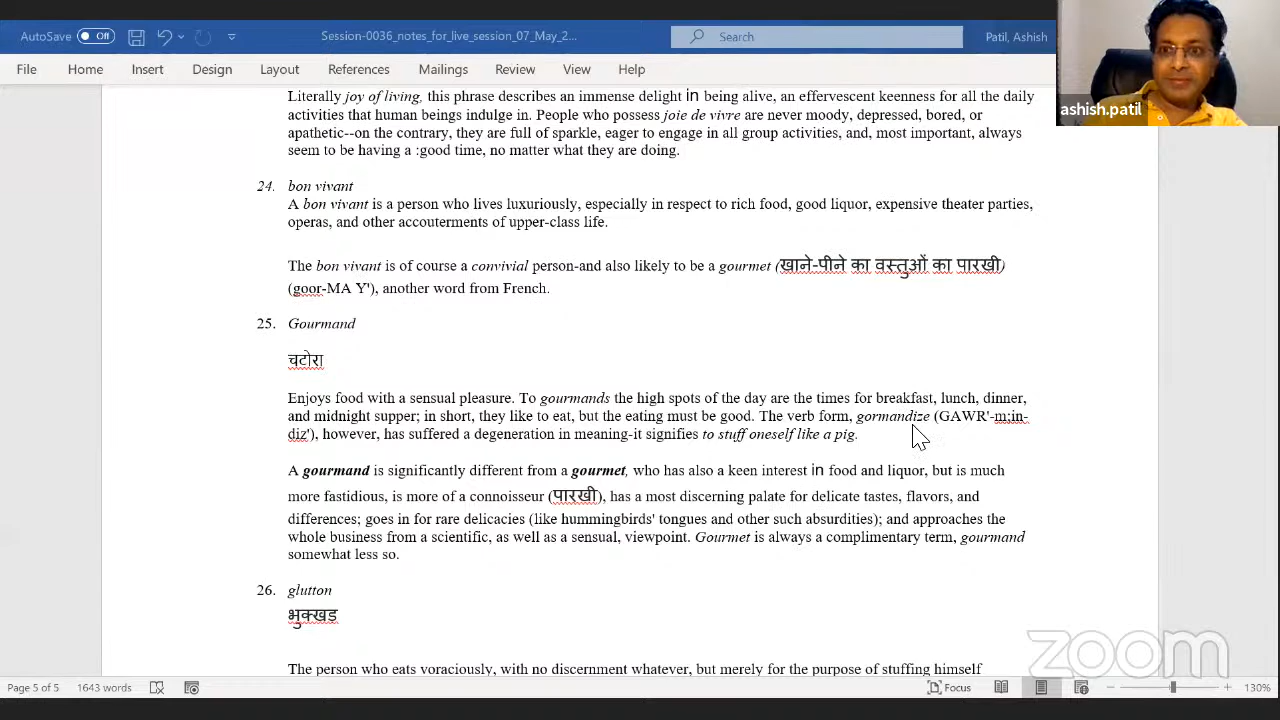 AutoSave Off Session-0036_notes_for_live_session_07_May_2... Search Patil, Ashish
File Home Insert Design Layout References Mailings Review View Help
ashish.patil
Literally joy of living, this phrase describes an immense delight in being alive, an effervescent keenness for all the daily
activities that human beings indulge in. People who possess joie de vivre are never moody, depressed, bored, or
apathetic--on the contrary, they are full of sparkle, eager to engage in all group activities, and, most important, always
seem to be having a :good time, no matter what they are doing.
24. bon vivant
A bon vivant is a person who lives luxuriously, especially in respect to rich food, good liquor, expensive theater parties,
operas, and other accouterments of upper-class life.
The bon vivant is of course a convivial person-and also likely to be a gourmet (खाने-पीने का वस्तुओं का पारखी)
(goor-MA Y'), another word from French.
25. Gourmand
चटोरा
Enjoys food with a sensual pleasure. To gourmands the high spots of the day are the times for breakfast, lunch, dinner,
and midnight supper; in short, they like to eat, but the eating must be good. The verb form, gormandize (GAWR'-m;in-
diz'), however, has suffered a degeneration in meaning-it signifies to stuff oneself like a pig.
A gourmand is significantly different from a gourmet, who has also a keen interest in food and liquor, but is much
more fastidious, is more of a connoisseur (पारखी), has a most discerning palate for delicate tastes, flavors, and
differences; goes in for rare delicacies (like hummingbirds' tongues and other such absurdities); and approaches the
whole business from a scientific, as well as a sensual, viewpoint. Gourmet is always a complimentary term, gourmand
somewhat less so.
26. glutton
भुक्खड
The person who eats voraciously, with no discernment whatever, but merely for the purpose of stuffing himself
zoom
Page 5 of 5 1643 words Focus 130%